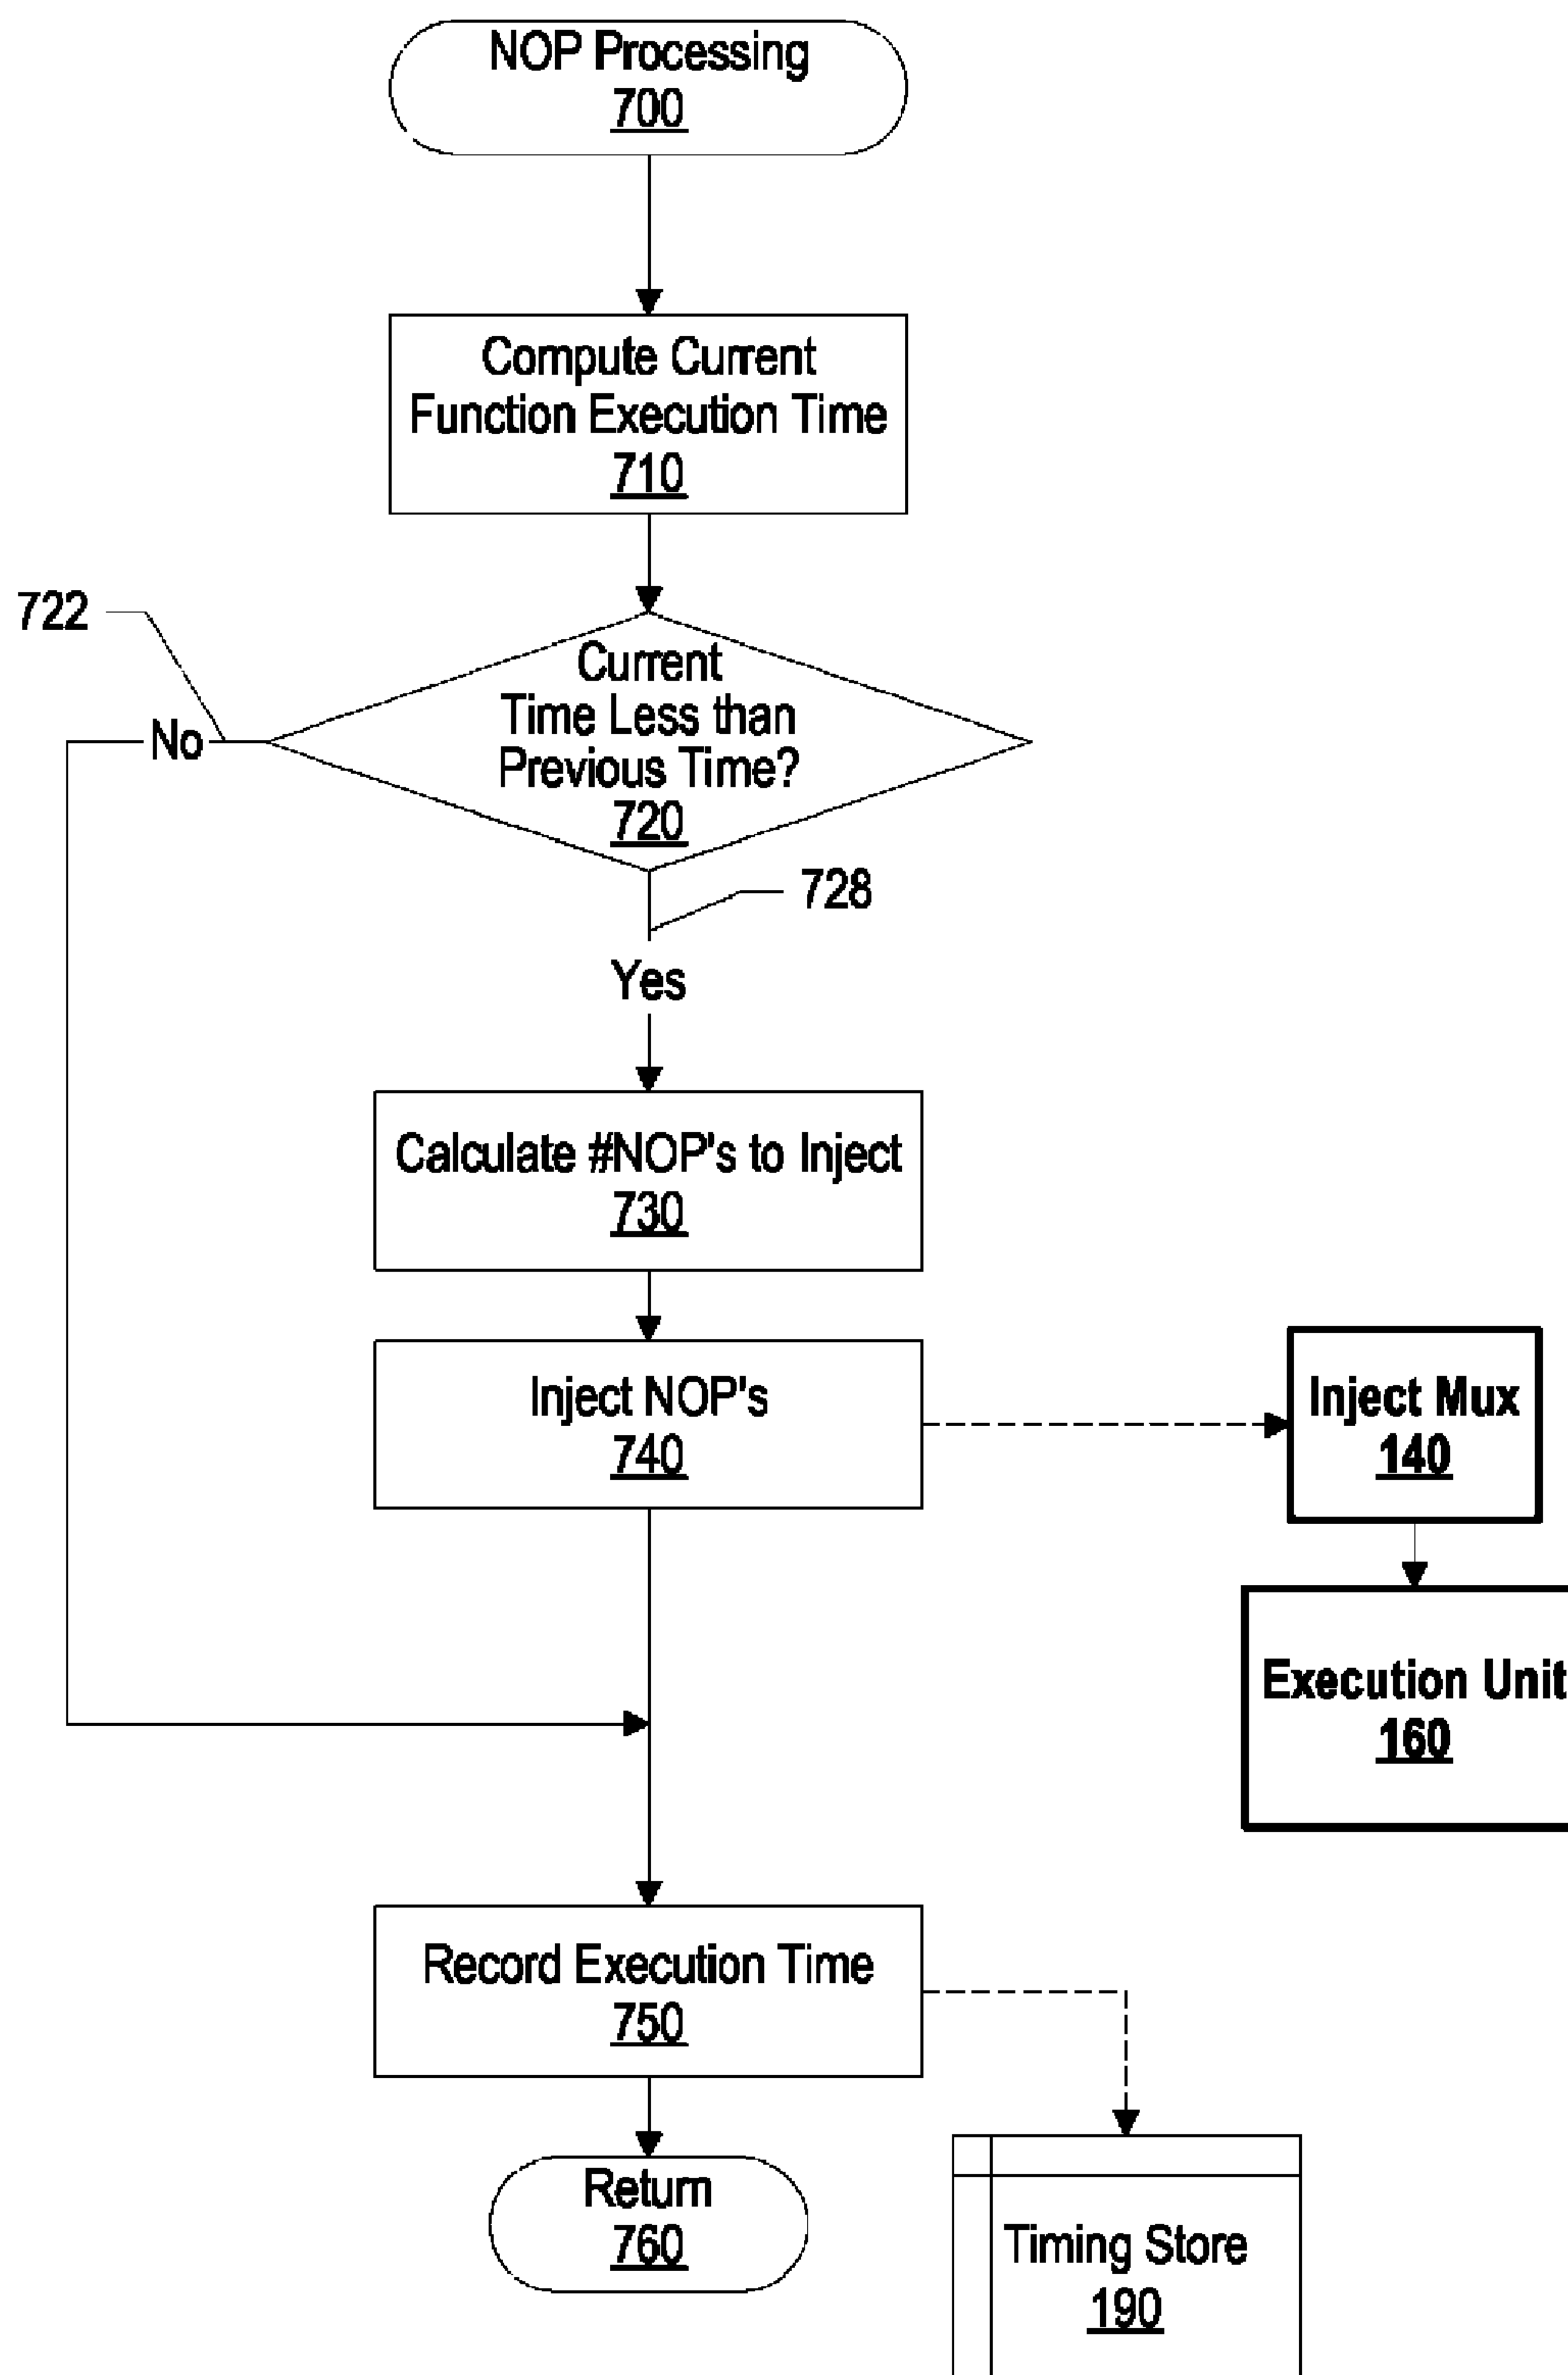 NOP Processing
700
Compute Current
Function Execution Time
710
722
Current
Time Less than
Previous Time?
720
No
728
Yes
Calculate #NOP's to Inject
730
Inject NOP's
740
Inject Mux
140
Execution Unit
160
Record Execution Time
750
Return
760
Timing Store
190